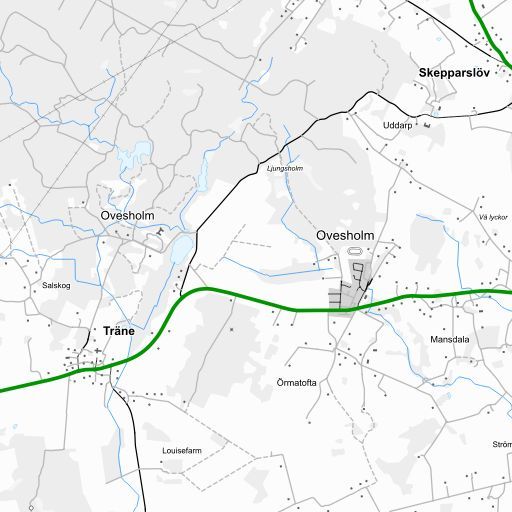 Skepparslöv
Uddarp
Ljungsholm
Ovesholm
Vä lyckor
Ovesholm
Salskog
Träne
Mansdala
Örmatofta
Louisefarm
Ström